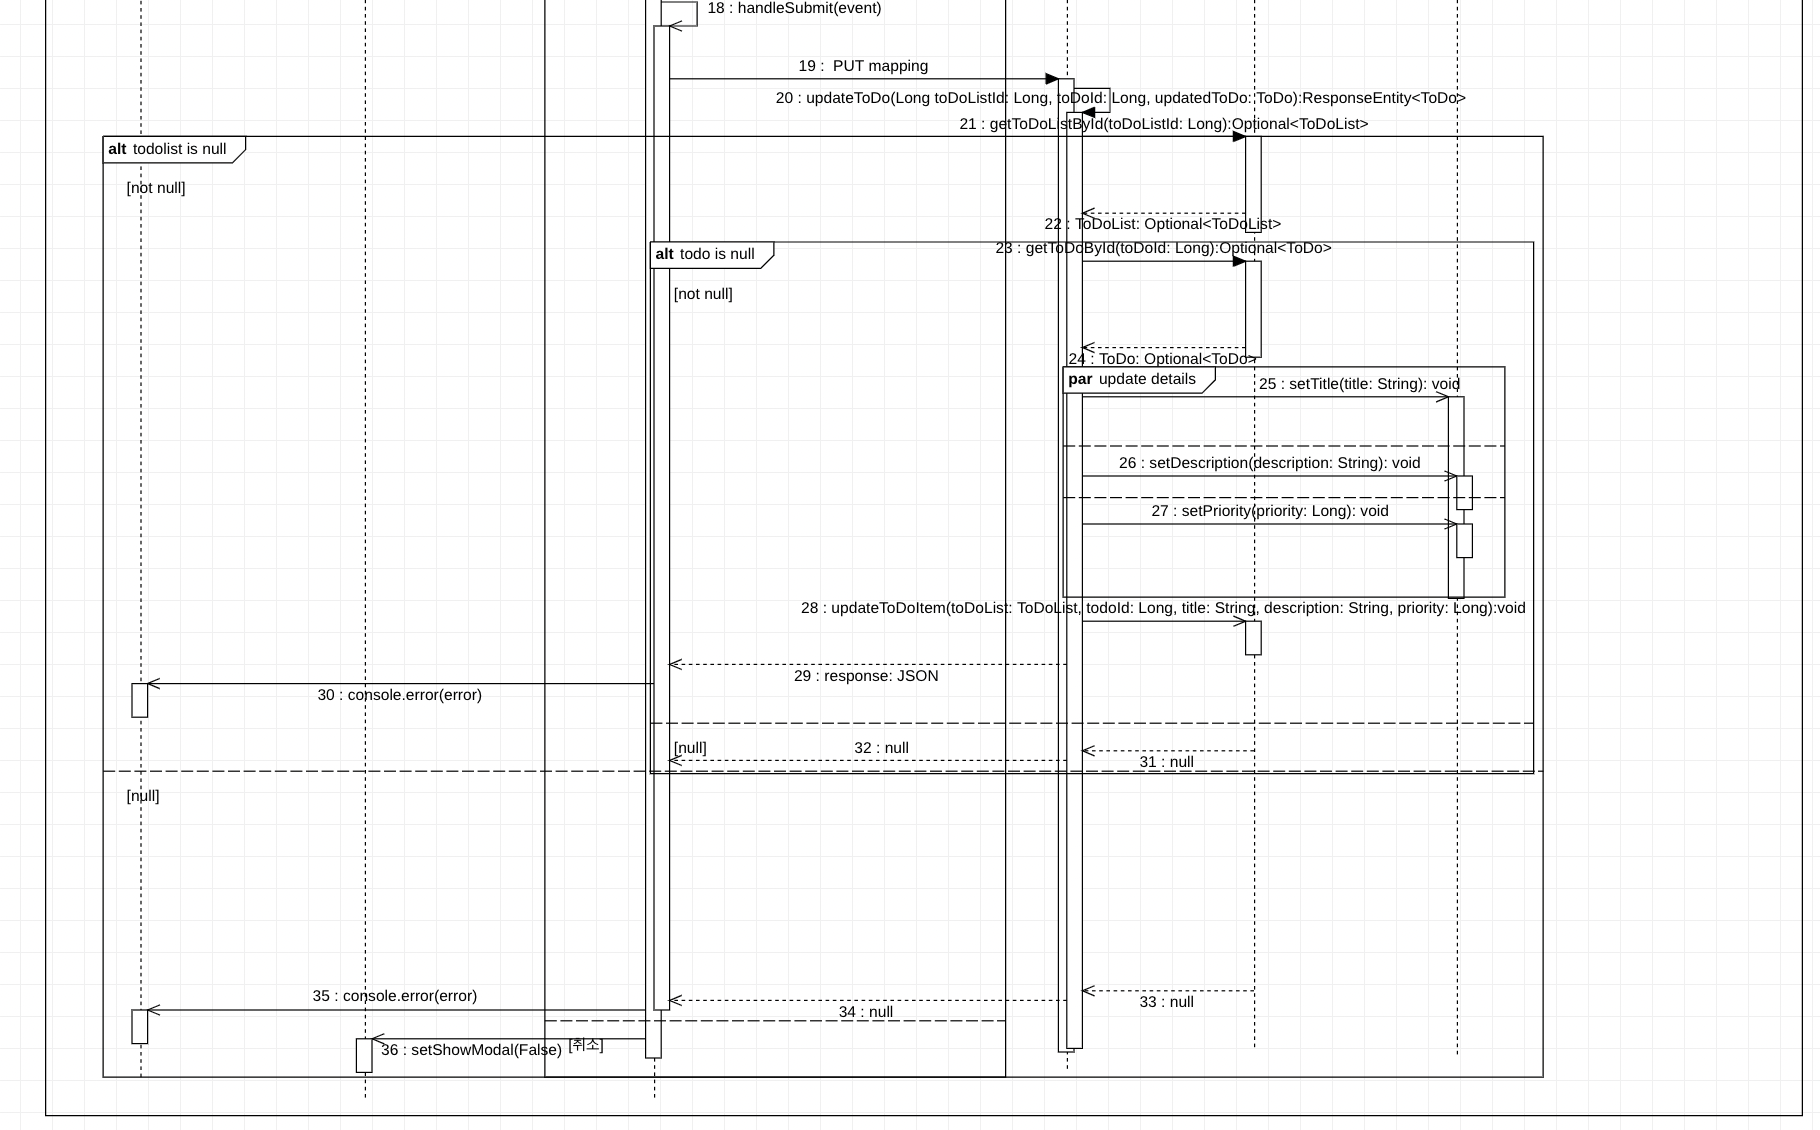 18 : handleSubmit(event)
19 :  PUT mapping
20 : updateToDo(Long toDoListId: Long, toDoId: Long, updatedToDo: ToDo):ResponseEntity<ToDo>
21 : getToDoListById(toDoListId: Long):Optional<ToDoList>
alt todolist is null
[not null]
22 : ToDoList: Optional<ToDoList>
23 : getToDoById(toDoId: Long):Optional<ToDo>
alt todo is null
[not null]
24 : ToDo: Optional<ToDo>
par update details
25 : setTitle(title: String): void
26 : setDescription(description: String): void
27 : setPriority(priority: Long): void
28 : updateToDoItem(toDoList: ToDoList, todoId: Long, title: String, description: String, priority: Long):void
29 : response: JSON
30 : console.error(error)
[null]
32 : null
31 : null
[null]
35 : console.error(error)
33 : null
34 : null
36 : setShowModal(False)
[취소]